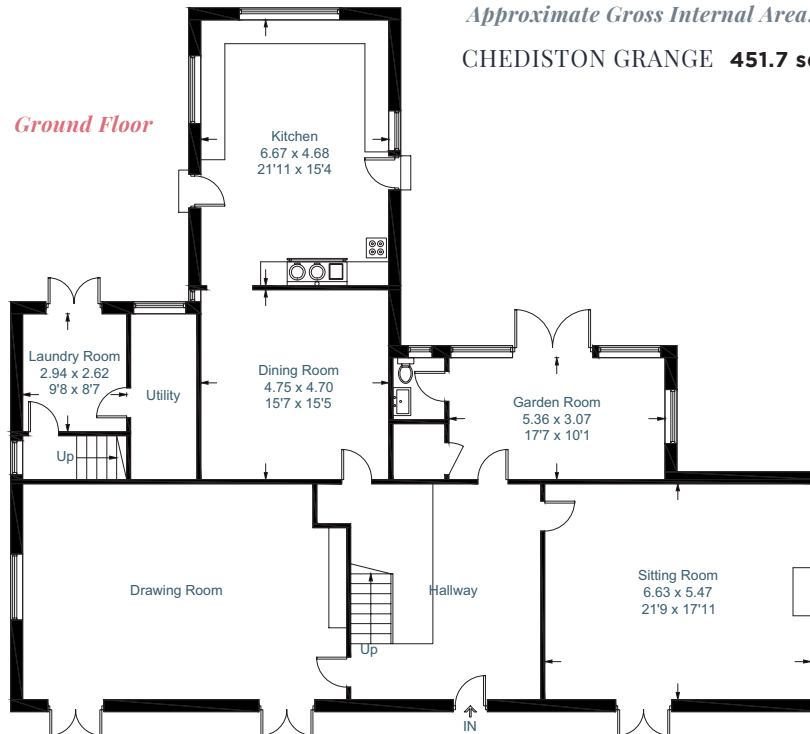 Approximate Gross Internal Area:
CHEDISTON GRANGE 451.7
Ground Floor
Kitchen
6.67 x 4.68
21'11 x 15'4
Laundry Room
2.94 x 2.62
9'8 x 8'7
Utility
Dining Room
4.75 x 4.70
15'7 x 15'5
Garden Room
5.36 x 3.07
17'7 x 10'1
Up
Drawing Room
Hallway
Sitting Room
6.63 x 5.47
21'9 x 17'11
Up
IN